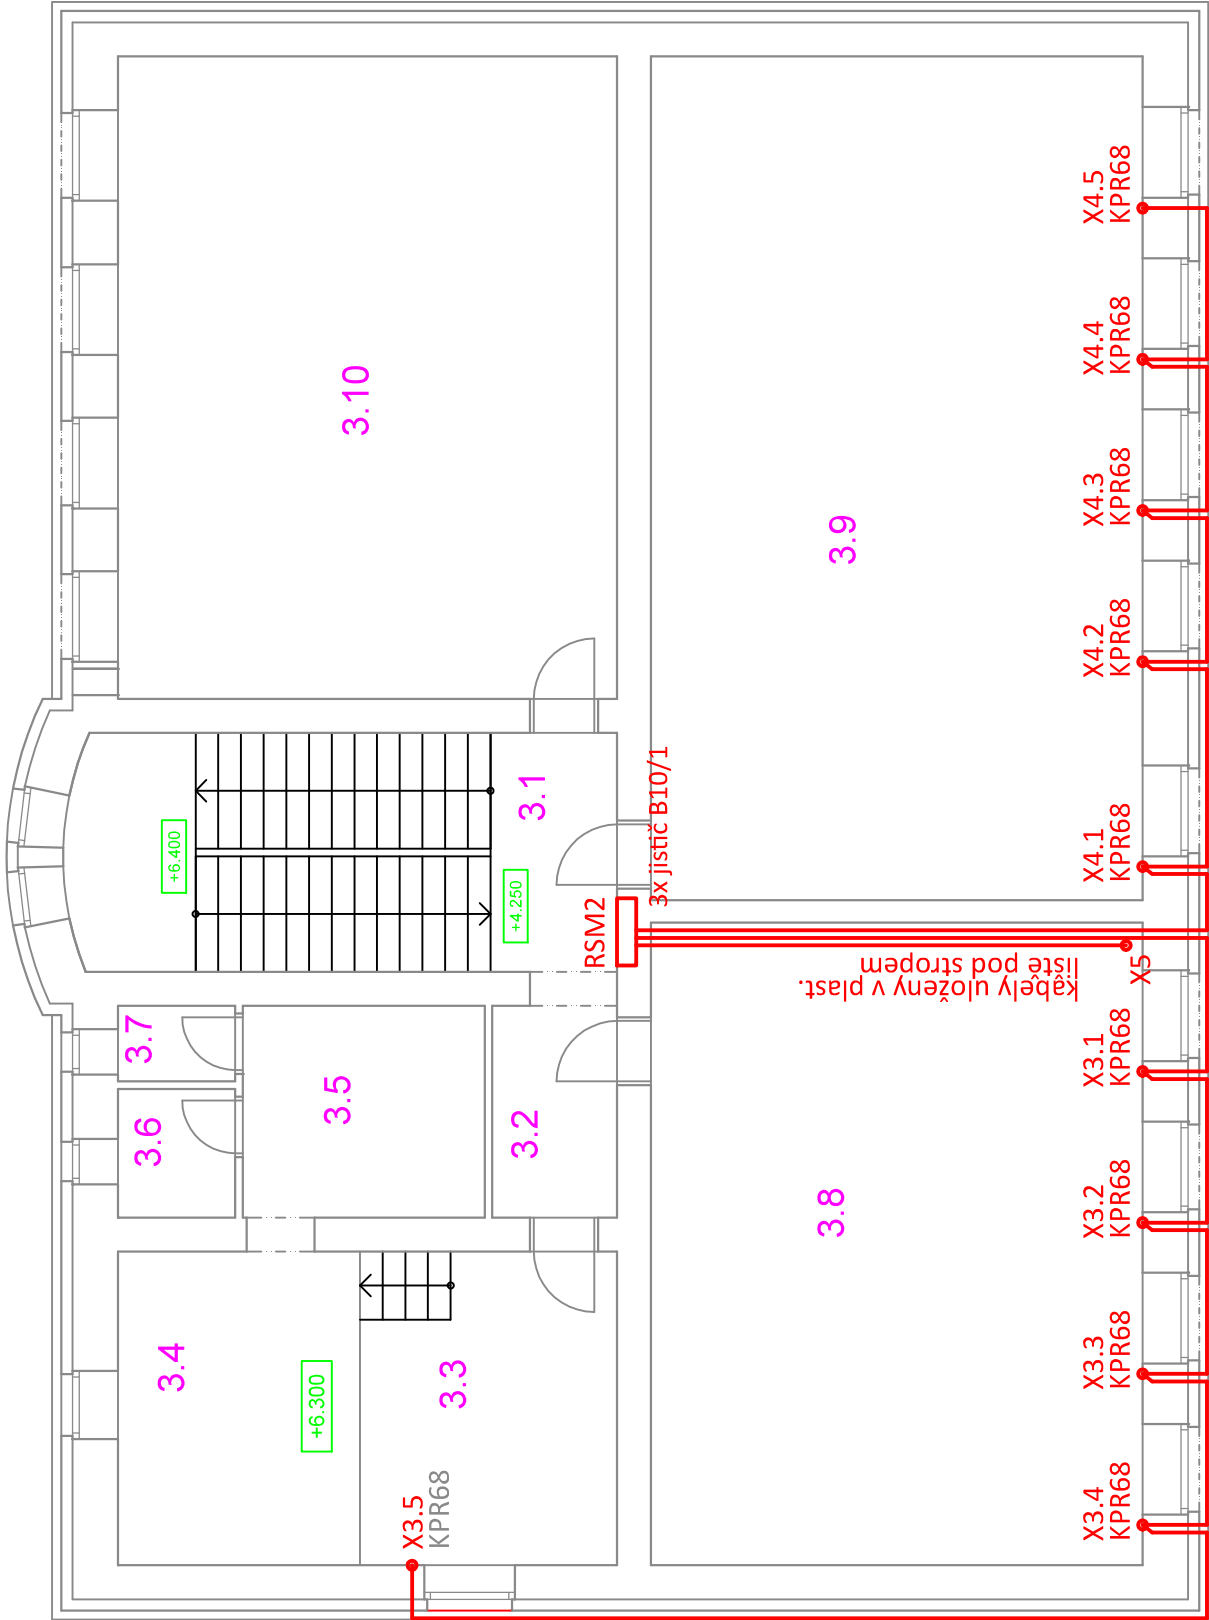 3.10
3.9
3.1
3.7
3.6
3.5
3.2
3.4
3.3
3.8
+6.400
+4.250
+6.300
RSM2
3x jistič B10/1
kabely uloženy v plast.
liště pod stropem
X5
X4.5
KPR68
X4.4
KPR68
X4.3
KPR68
X4.2
KPR68
X4.1
KPR68
X3.1
KPR68
X3.2
KPR68
X3.3
KPR68
X3.4
KPR68
X3.5
KPR68